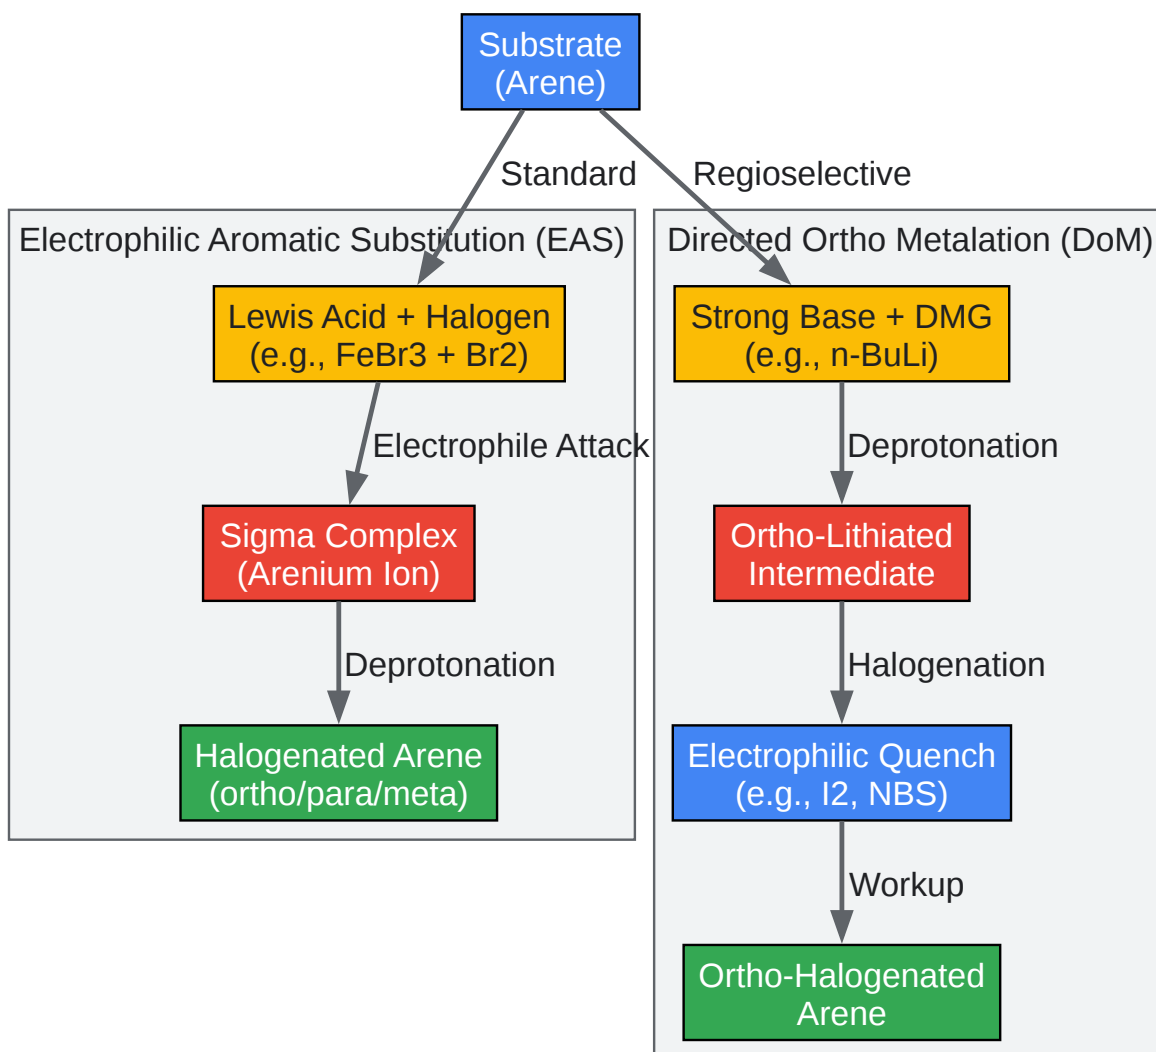 Substrate
(Arene)
Standard
Regioselective
Electrophilic Aromatic Substitution (EAS)
Lewis Acid + Halogen
(e.g., FeBr3 + Br2)
Electrophile Attack
Sigma Complex
(Arenium Ion)
Deprotonation
Halogenated Arene
(ortho/para/meta)
Directed Ortho Metalation (DoM)
Strong Base + DMG
(e.g., n-BuLi)
Deprotonation
Ortho-Lithiated
Intermediate
Halogenation
Electrophilic Quench
(e.g., I2, NBS)
Workup
Ortho-Halogenated
Arene